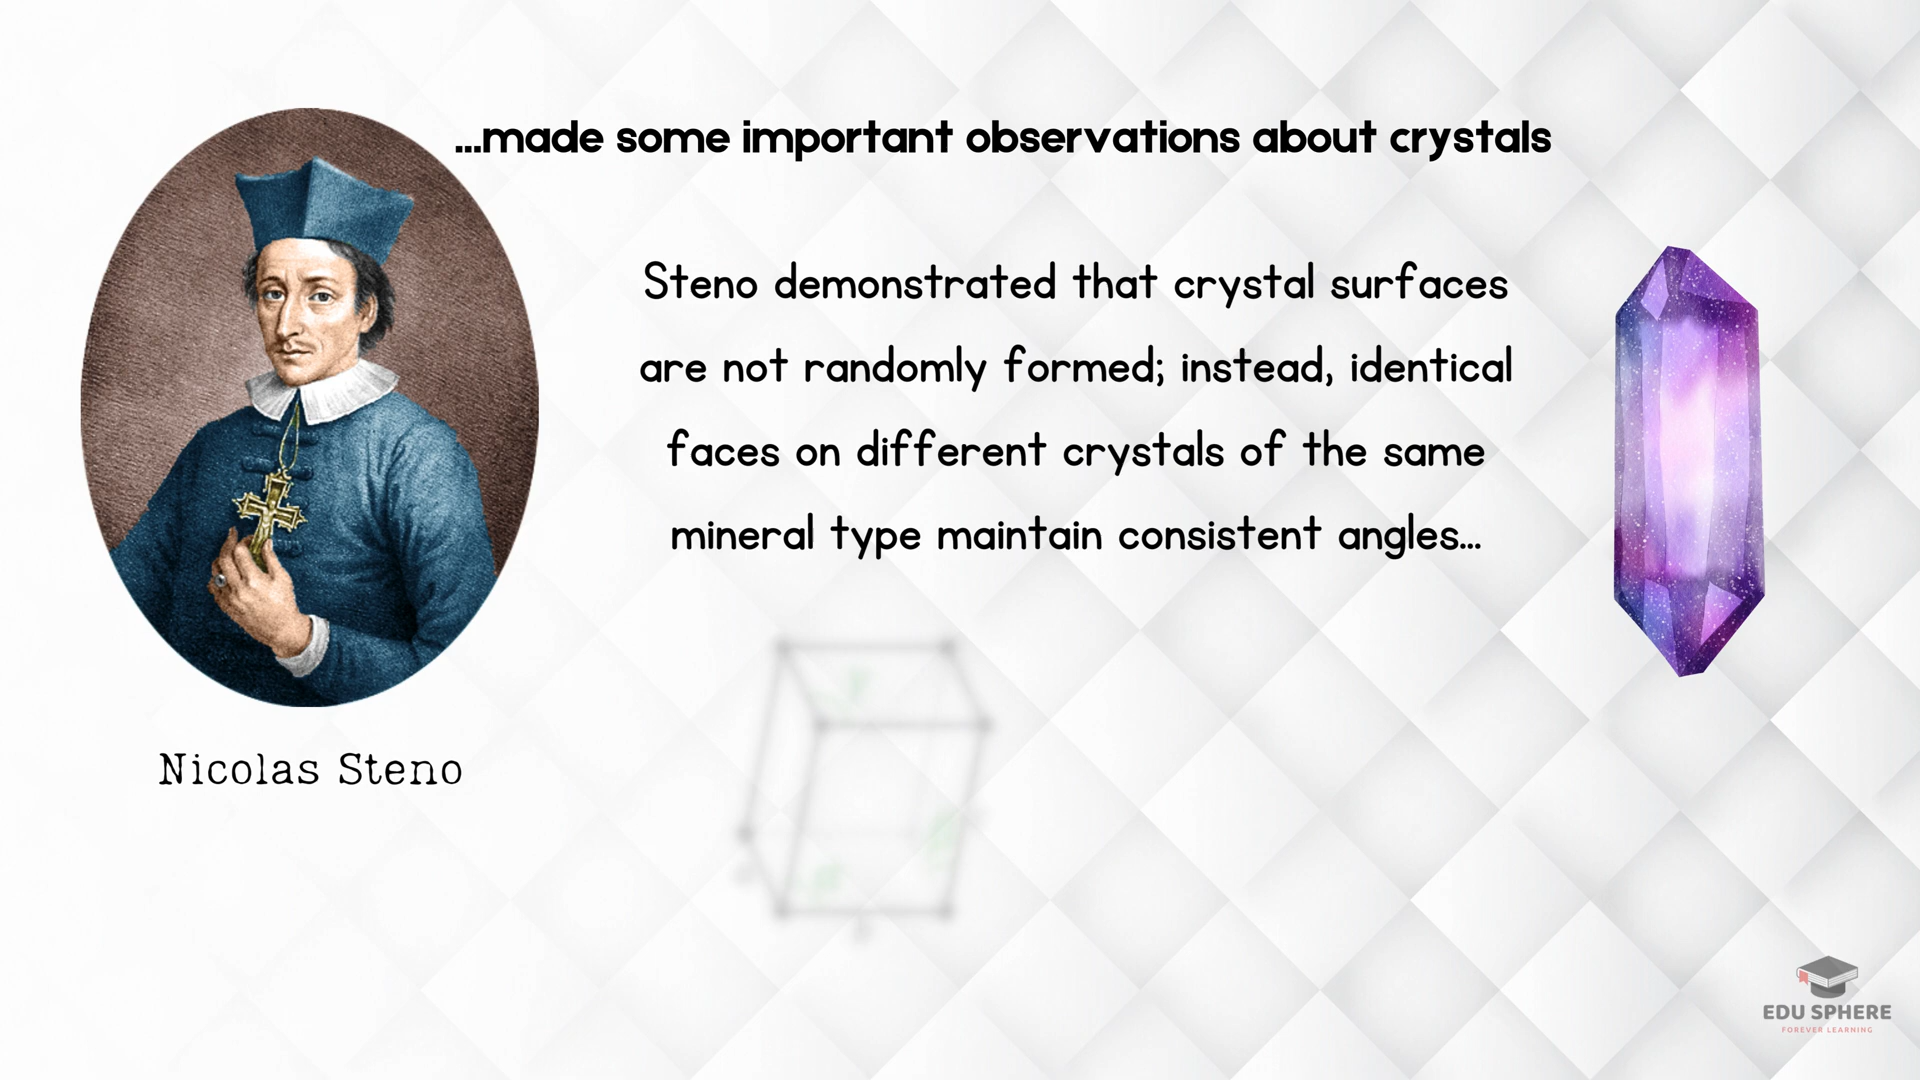 ...made some important observations about crystals
Steno demonstrated that crystal surfaces
are not randomly formed; instead, identical
faces on different crystals of the same
mineral type maintain consistent angles...
Nicolas Steno
EDU SPHERE
FOREVER LEARNING